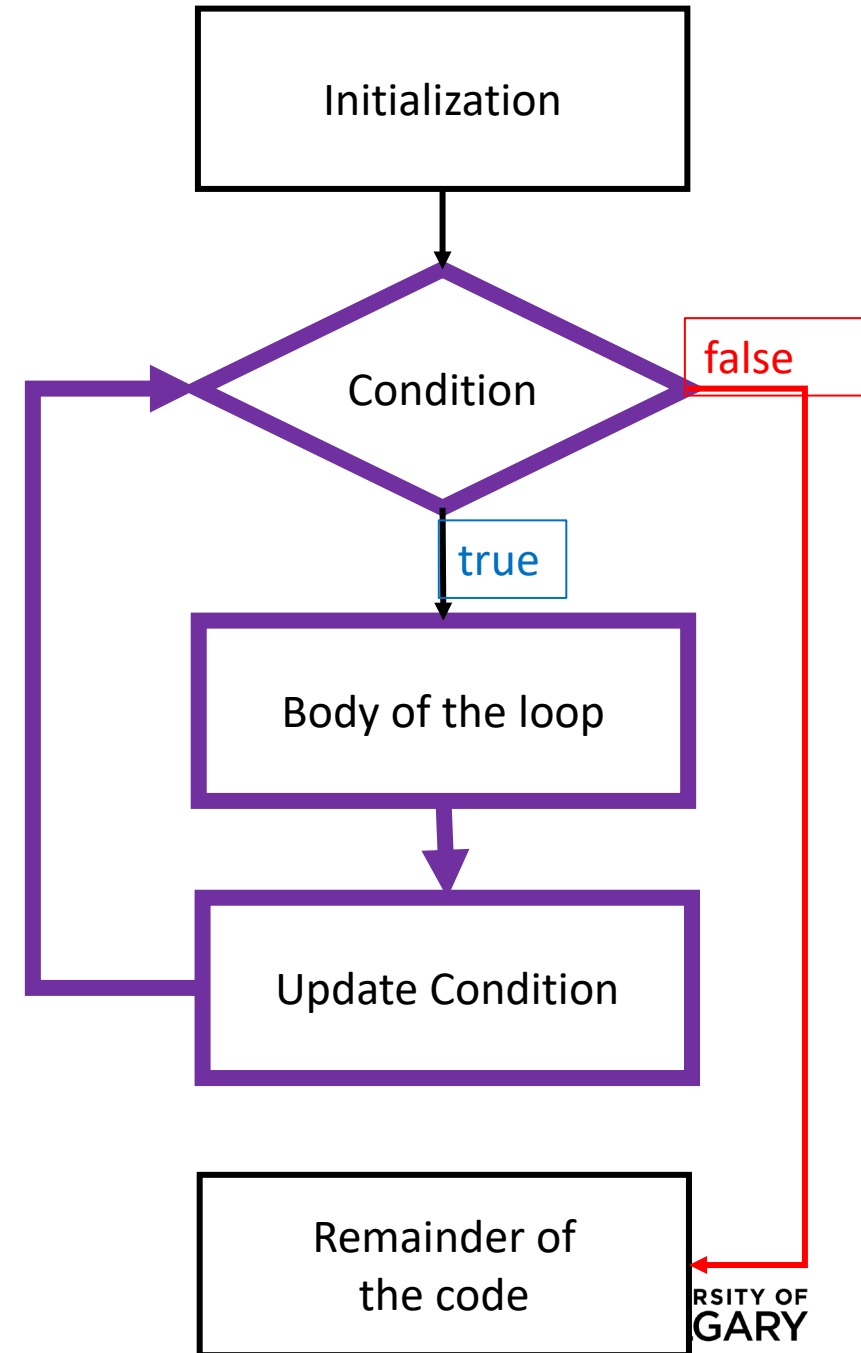 Initialization
Condition
false
true
Body of the loop
Update Condition
Remainder of
the code
RSITY OF
GARY